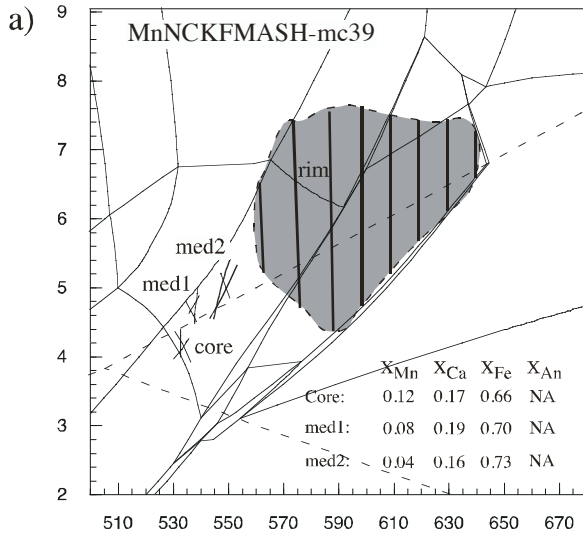 a)
MnNCKFMASH-mc39
9
8
7
6
5
4
3
2
rim
med2
med1
core
X_Mn X_Ca X_Fe X_An
Core: 0.12 0.17 0.66 NA
med1: 0.08 0.19 0.70 NA
med2: 0.04 0.16 0.73 NA
510 530 550 570 590 610 630 650 670